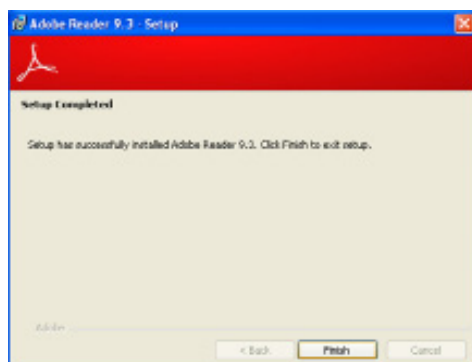 Adobe Reader 9.3 - Setup
Setup Completed
Setup has successfully installed Adobe Reader 9.3. Click Finish to exit setup.
Adobe
< Back
Finish
Cancel